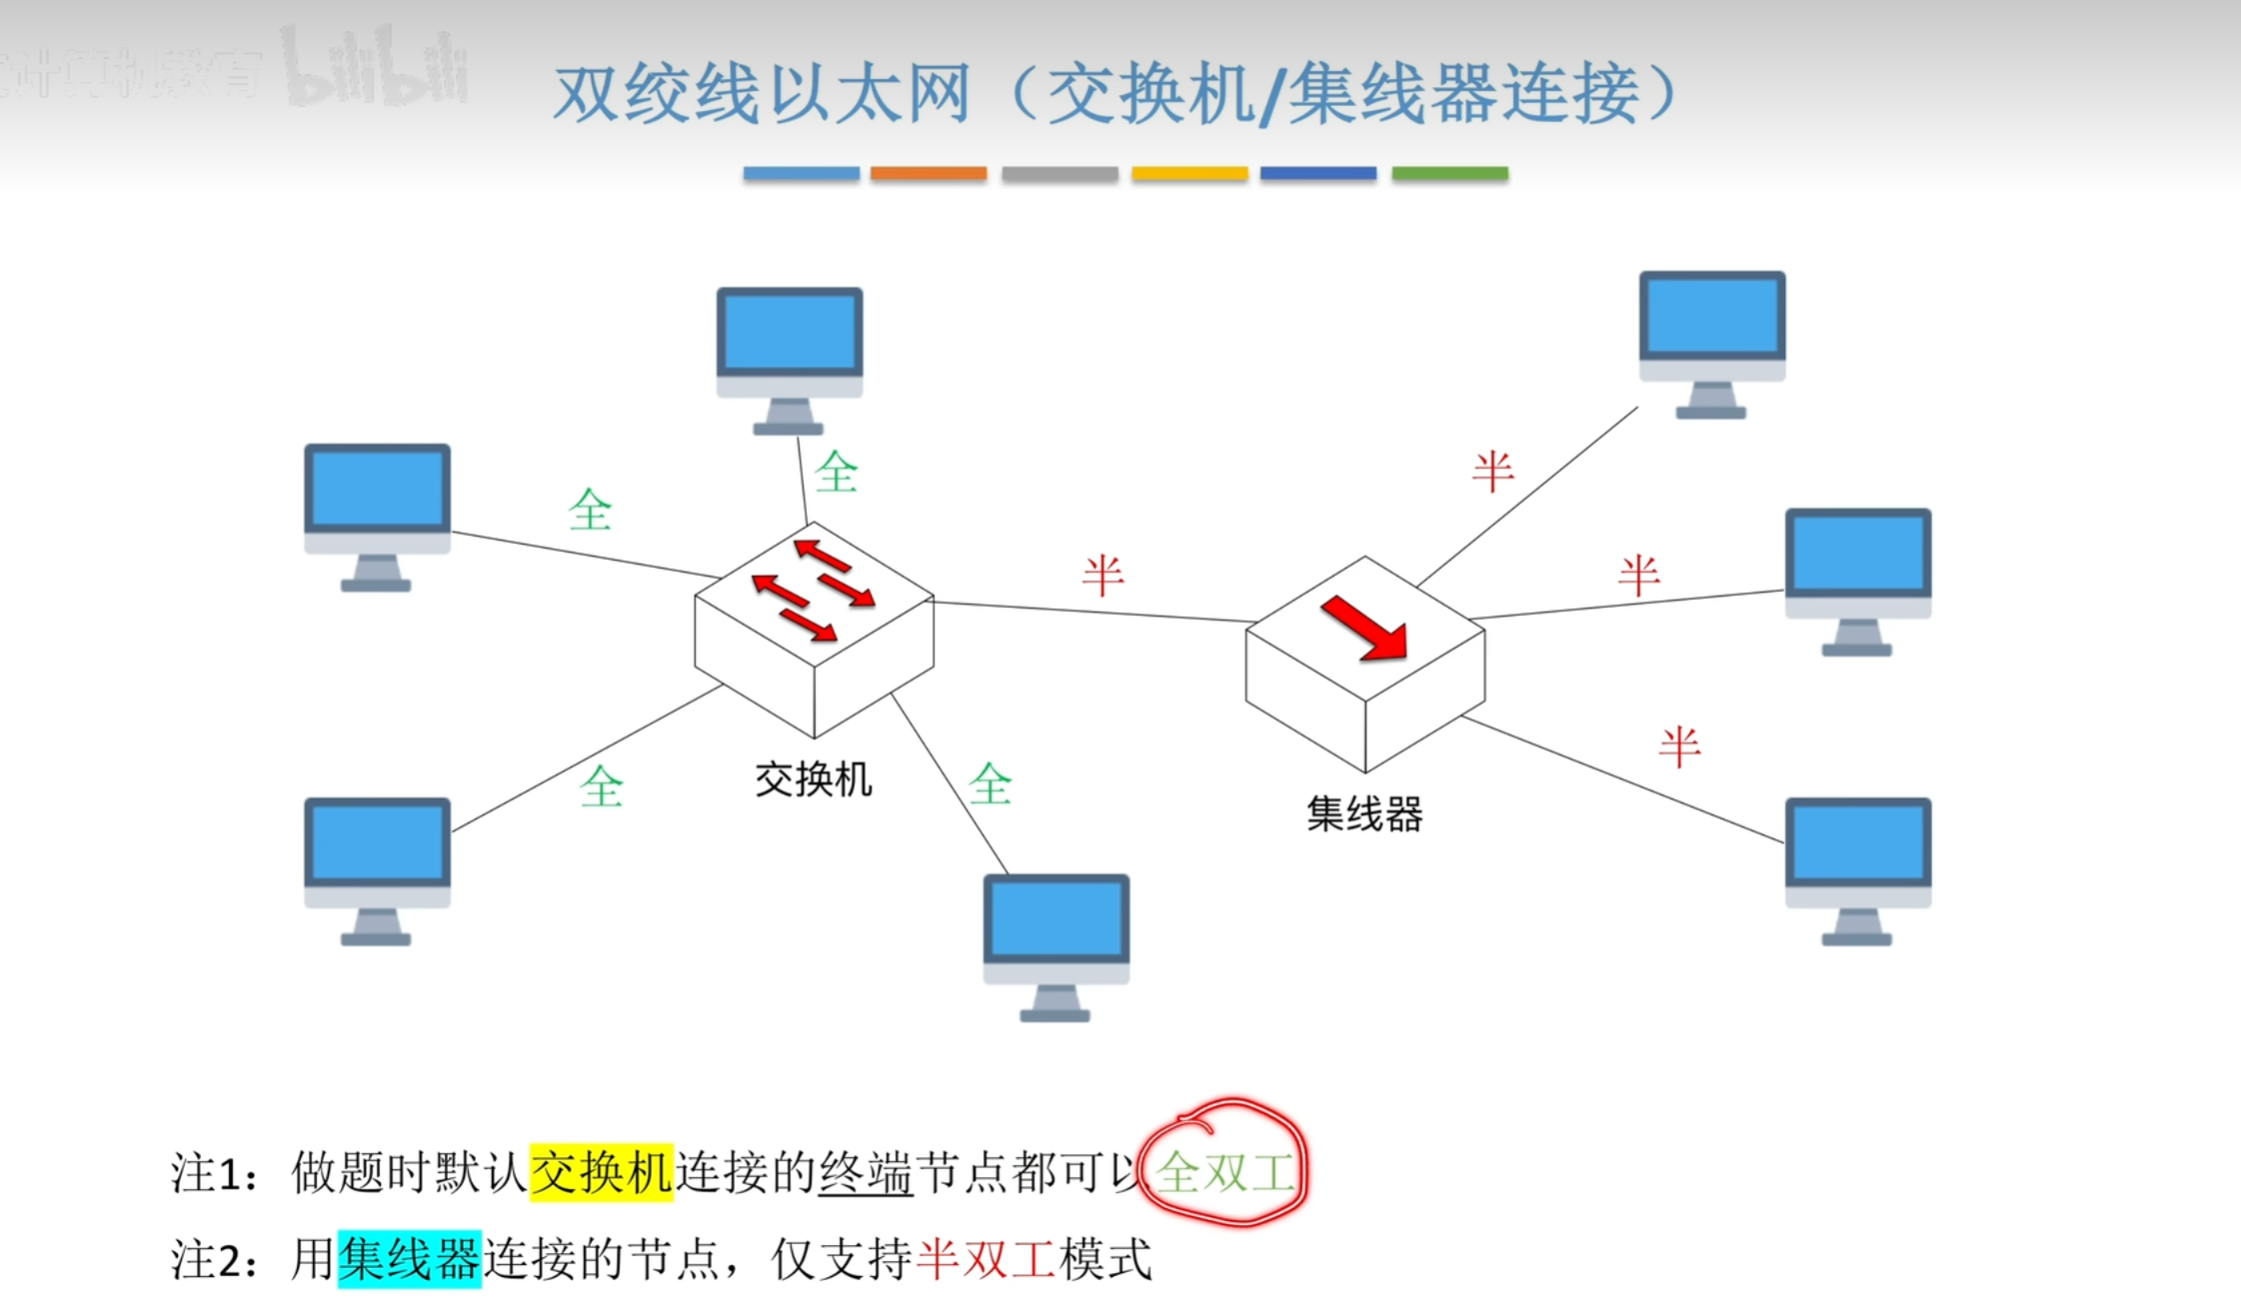 计算机教育 bilibili
双绞线以太网（交换机/集线器连接）
全
全
半
半
半
全
全
半
交换机
集线器
注1：做题时默认交换机连接的终端节点都可以全双工
注2：用集线器连接的节点，仅支持半双工模式